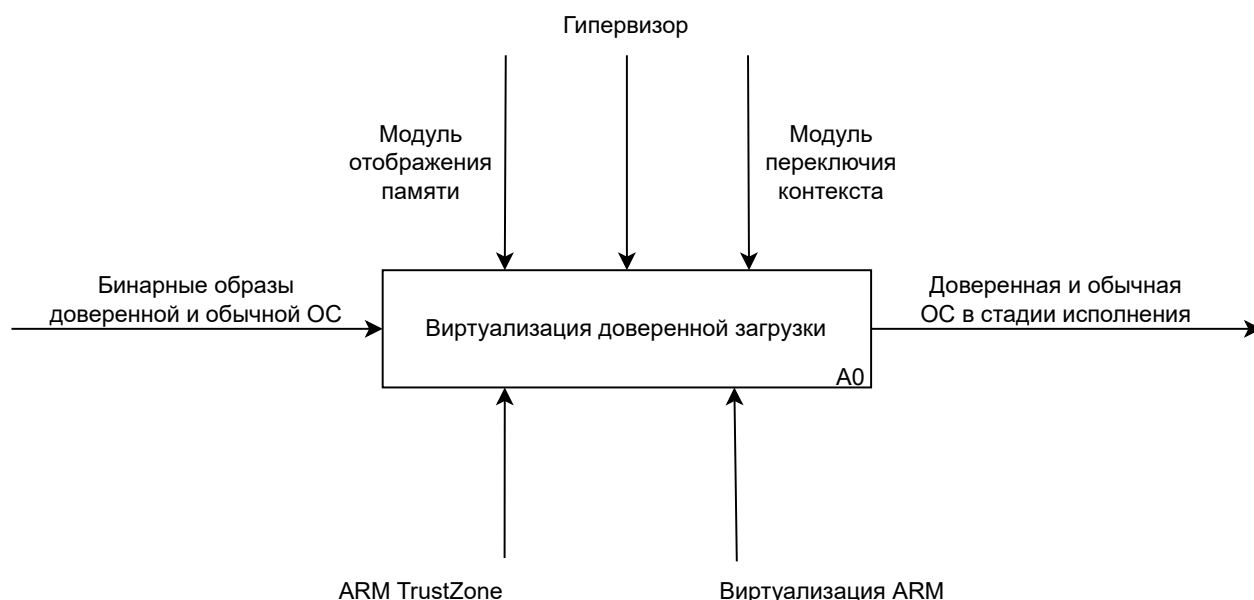 Гипервизор
Модуль
отображения
памяти
Модуль
переключия
контекста
Бинарные образы
доверенной и обычной ОС
Виртуализация доверенной загрузки
A0
Доверенная и обычная
ОС в стадии исполнения
ARM TrustZone
Виртуализация ARM